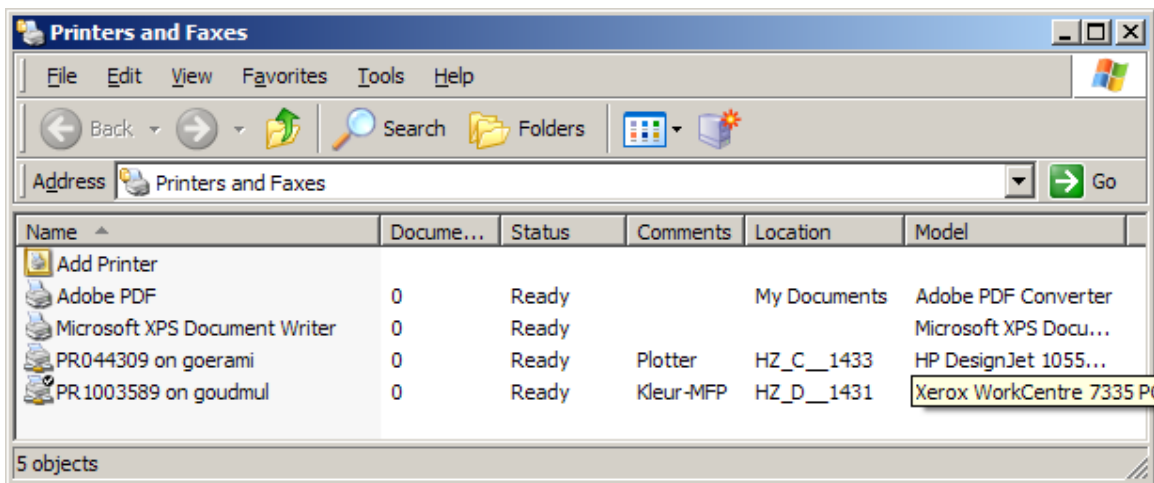 Printers and Faxes
File Edit View Favorites Tools Help
Back Search Folders
Address Printers and Faxes Go
Name Docume... Status Comments Location Model
Add Printer
Adobe PDF 0 Ready My Documents Adobe PDF Converter
Microsoft XPS Document Writer 0 Ready Microsoft XPS Docu...
PR044309 on goerami 0 Ready Plotter HZ_C__1433 HP DesignJet 1055...
PR1003589 on goudmul 0 Ready Kleur-MFP HZ_D__1431 Xerox WorkCentre 7335 P
5 objects